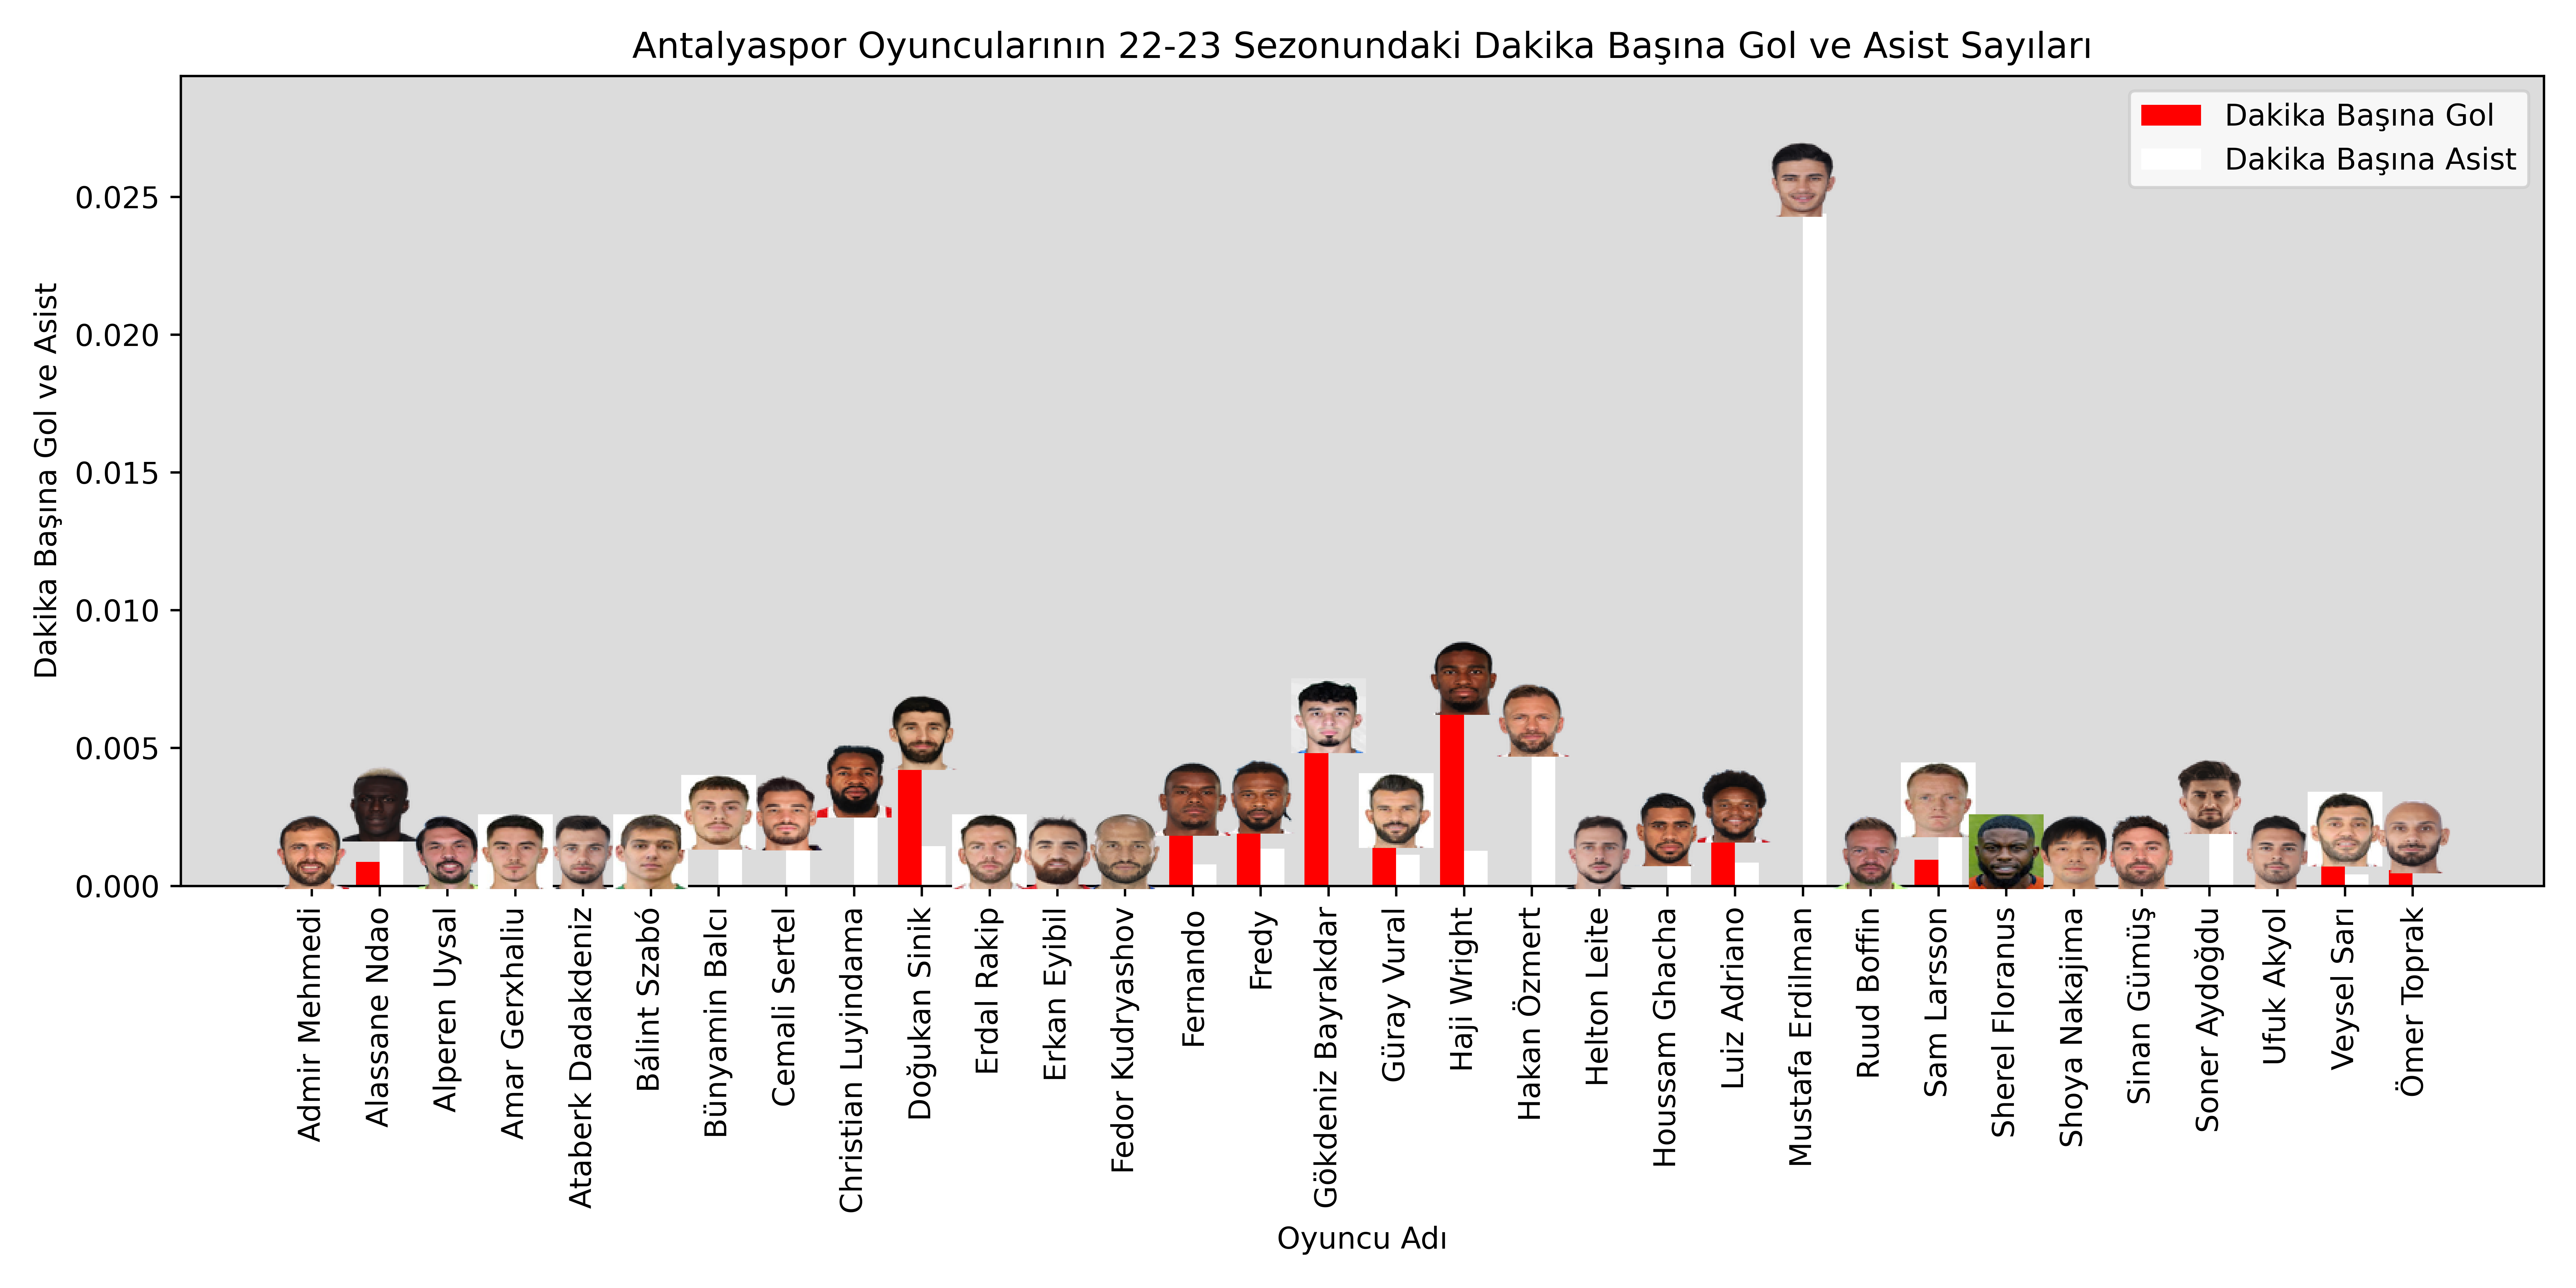 Antalyaspor Oyuncularının 22-23 Sezonundaki Dakika Başına Gol ve Asist Sayıları
Dakika Başına Gol
Dakika Başına Asist
Dakika Başına Gol ve Asist
0.025
0.020
0.015
0.010
0.005
0.000
Admir Mehmedi
Alassane Ndao
Alperen Uysal
Amar Gerxhaliu
Ataberk Dadakdeniz
Bálint Szabó
Bünyamin Balcı
Cemali Sertel
Christian Luyindama
Doğukan Sinik
Erdal Rakip
Erkan Eyibil
Fedor Kudryashov
Fernando
Fredy
Gökdeniz Bayrakdar
Güray Vural
Haji Wright
Hakan Özmert
Helton Leite
Houssam Ghacha
Luiz Adriano
Mustafa Erdilman
Ruud Boffin
Sam Larsson
Sherel Floranus
Shoya Nakajima
Sinan Gümüş
Soner Aydoğdu
Ufuk Akyol
Veysel Sarı
Ömer Toprak
Oyuncu Adı